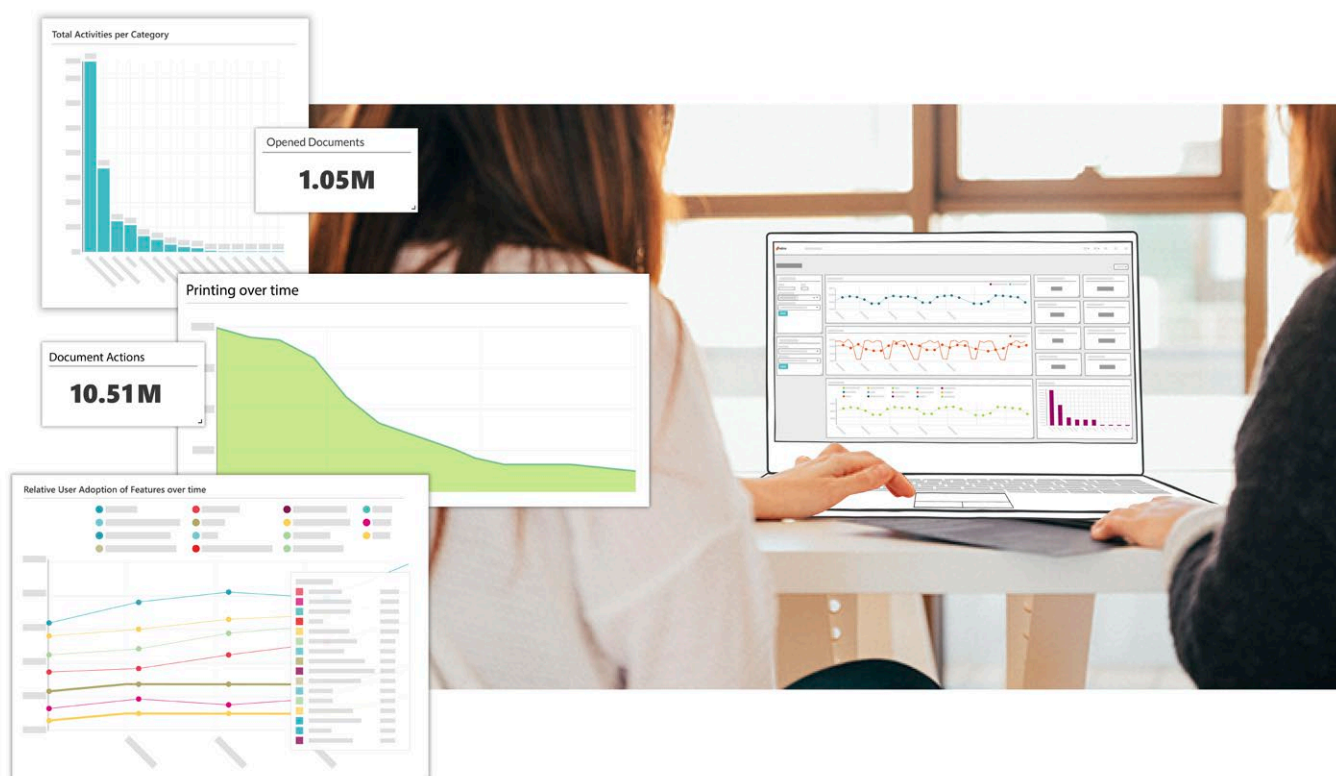 Total Activities per Category
Opened Documents
1.05M
Printing over time
Document Actions
10.51M
Relative User Adoption of Features over time